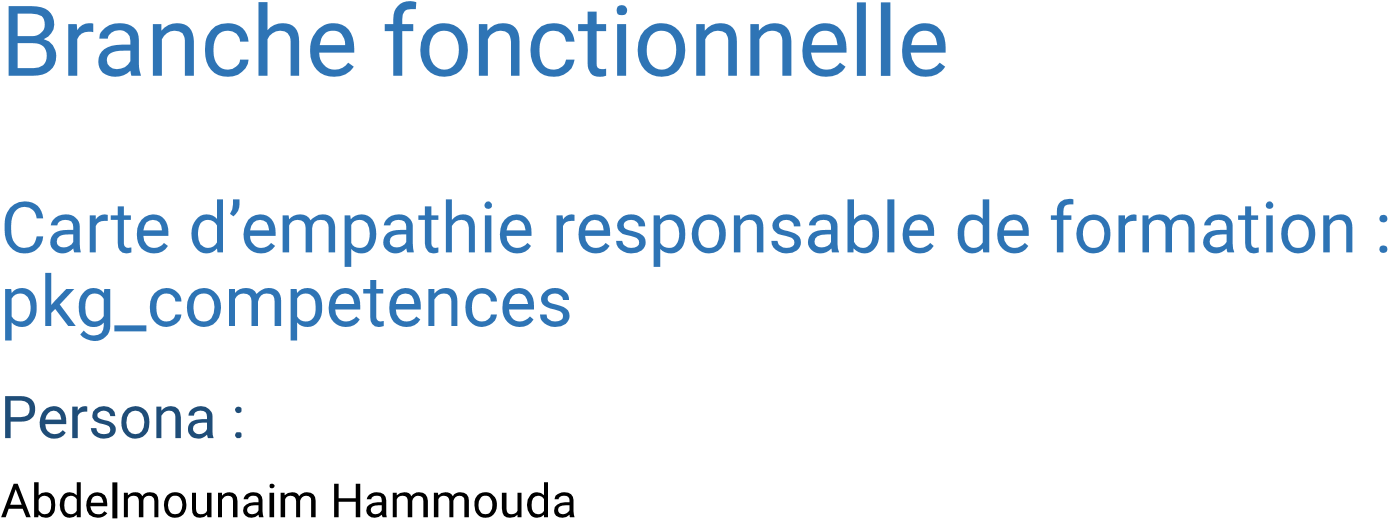 Branche fonctionnelle
Carte d’empathie responsable de formation :
pkg_competences
Persona :
Abdelmounaim Hammouda